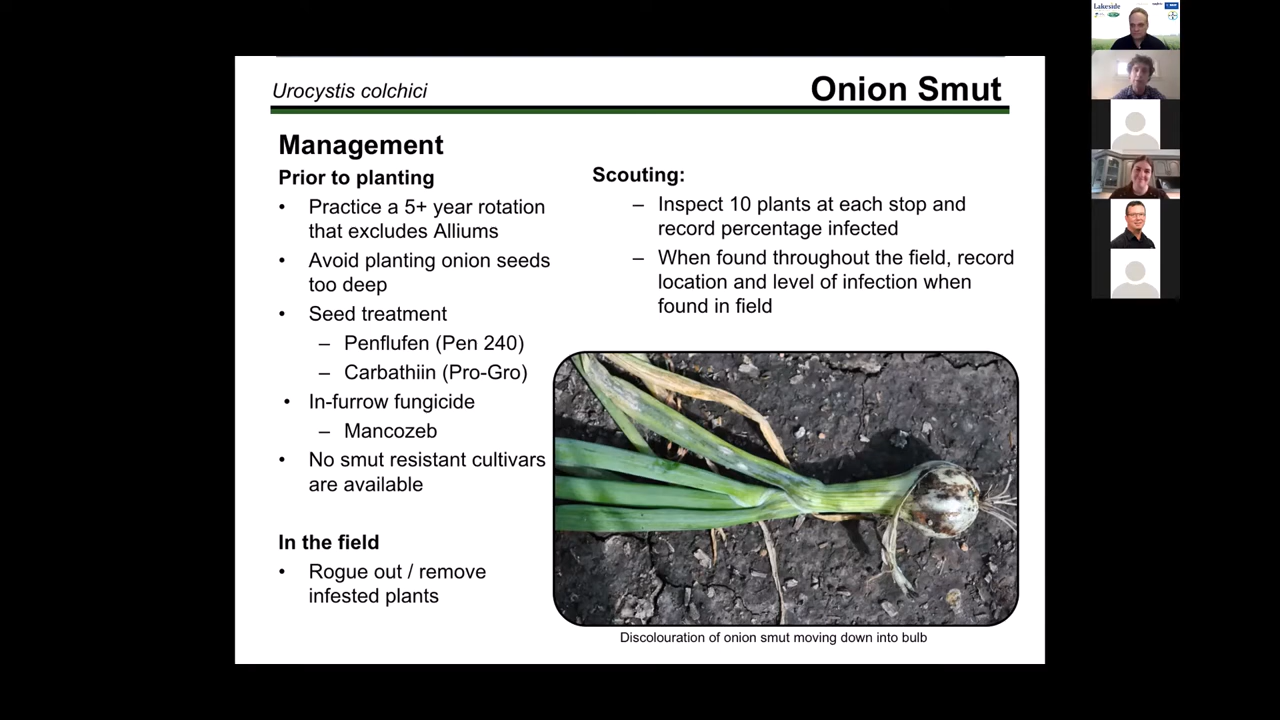 Urocystis colchici
Onion Smut
Management
Prior to planting
• Practice a 5+ year rotation
that excludes Alliums
• Avoid planting onion seeds
too deep
• Seed treatment
– Penflufen (Pen 240)
– Carbathiin (Pro-Gro)
• In-furrow fungicide
– Mancozeb
• No smut resistant cultivars
are available
In the field
• Rogue out / remove
infested plants
Scouting:
– Inspect 10 plants at each stop and
record percentage infected
– When found throughout the field, record
location and level of infection when
found in field
Discolouration of onion smut moving down into bulb
Lakeside